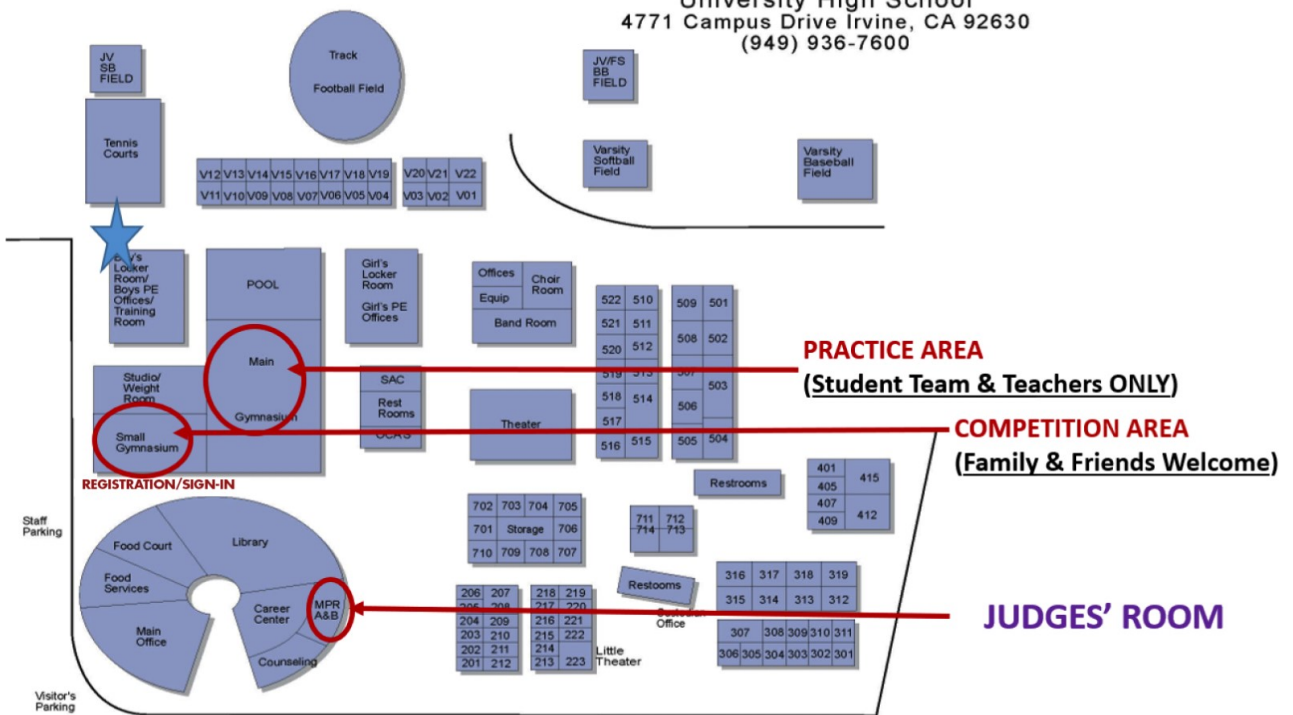 University High School
4771 Campus Drive Irvine, CA 92630
(949) 936-7600
JV
SB
FIELD
Track
Football Field
JV/FS
BB
FIELD
Tennis
Courts
Varsity
Softball
Field
Varsity
Baseball
Field
V12 V13 V14 V15 V16 V17 V18 V19
V11 V10 V09 V08 V07 V06 V05 V04
V20 V21 V22
V03 V02 V01
Locker
Room/
Boys PE
Offices/
Training
Room
POOL
Girl's
Locker
Room
Girl's PE
Offices
Offices
Equip
Choir
Room
Band Room
522 510
521 511
520 512
519 513
518 514
517
516 515
509 501
508 502
507
503
506
505 504
Main
Gymnasium
PRACTICE AREA
(Student Team & Teachers ONLY)
Studio/
Weight
Room
SAC
Rest
Rooms
Theater
Small
Gymnasium
COMPETITION AREA
(Family & Friends Welcome)
REGISTRATION/SIGN-IN
Restrooms
401
405
407
409
415
412
Staff
Parking
Food Court
Library
Food
Services
Main
Office
Career
Center
MPR
A&B
Counseling
702 703 704 705
701 Storage 706
710 709 708 707
711 712
714 713
Restooms
Office
316 317 318 319
315 314 313 312
JUDGES' ROOM
206 207
205 208
204 209
203 210
202 211
201 212
218 219
217 220
216 221
215 222
214
213 223
Little
Theater
307 308 309 310 311
306 305 304 303 302 301
Visitor's
Parking